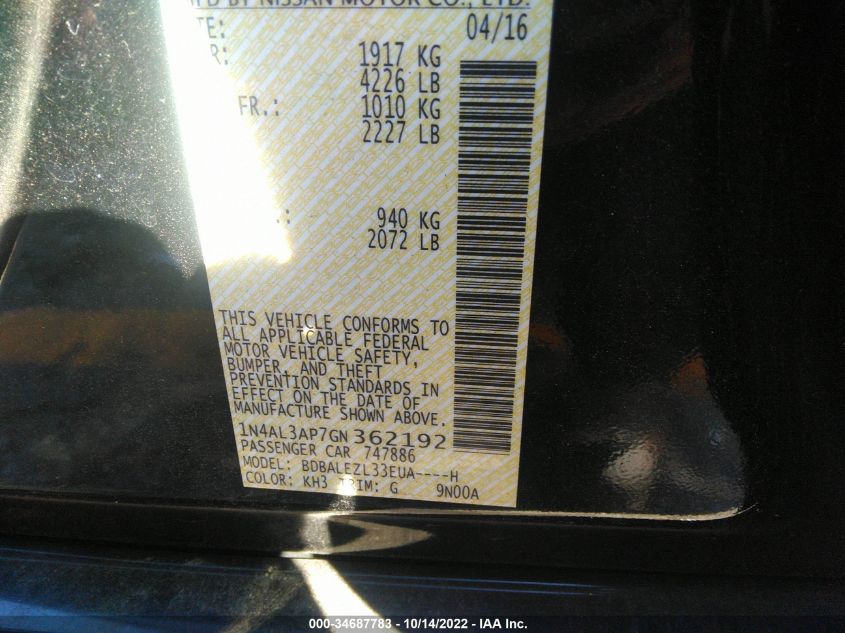 MFD BY NISSAN MOTOR CO., LTD.
04/16
1917 KG
4226 LB
FR.: 1010 KG
2227 LB
940 KG
2072 LB
THIS VEHICLE CONFORMS TO
ALL APPLICABLE FEDERAL
MOTOR VEHICLE SAFETY,
BUMPER, AND THEFT
PREVENTION STANDARDS IN
EFFECT ON THE DATE OF
MANUFACTURE SHOWN ABOVE.
1N4AL3AP7GN362192
PASSENGER CAR 747886
MODEL: BDBALEZL33EUA----H
COLOR: KH3 TRIM: G 9N00A
000-34687783 - 10/14/2022 - IAA Inc.